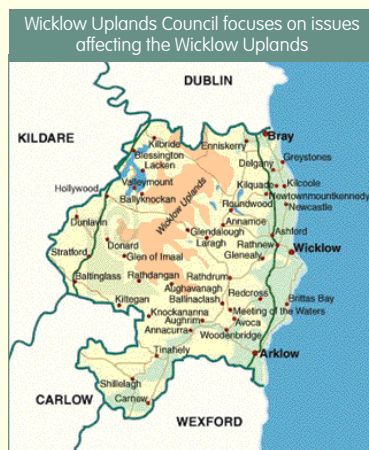 Wicklow Uplands Council focuses on issues
affecting the Wicklow Uplands
DUBLIN
KILDARE
Bray
Kilbride
Enniskerry
Blessington
Lacken
Delgany
Greystones
Valleymount
Kilquade
Kilcoole
Hollywood
Ballyknockan
Newtownmountkennedy
Wicklow Uplands
Roundwood
Newcastle
Dunlavin
Annamoe
Glendalough
Ashford
Donard
Laragh
Rathnew
Wicklow
Stratford
Glen of Imaal
Glenealy
Baltinglass
Rathdangan
Rathdrum
Aughavanagh
Kiltegan
Ballinaclash
Redcross
Brittas Bay
Knockananna
Meeting of the Waters
Aughrim
Avoca
Annacurra
Woodenbridge
Tinahely
Arklow
Shillelagh
CARLOW
Carnew
WEXFORD